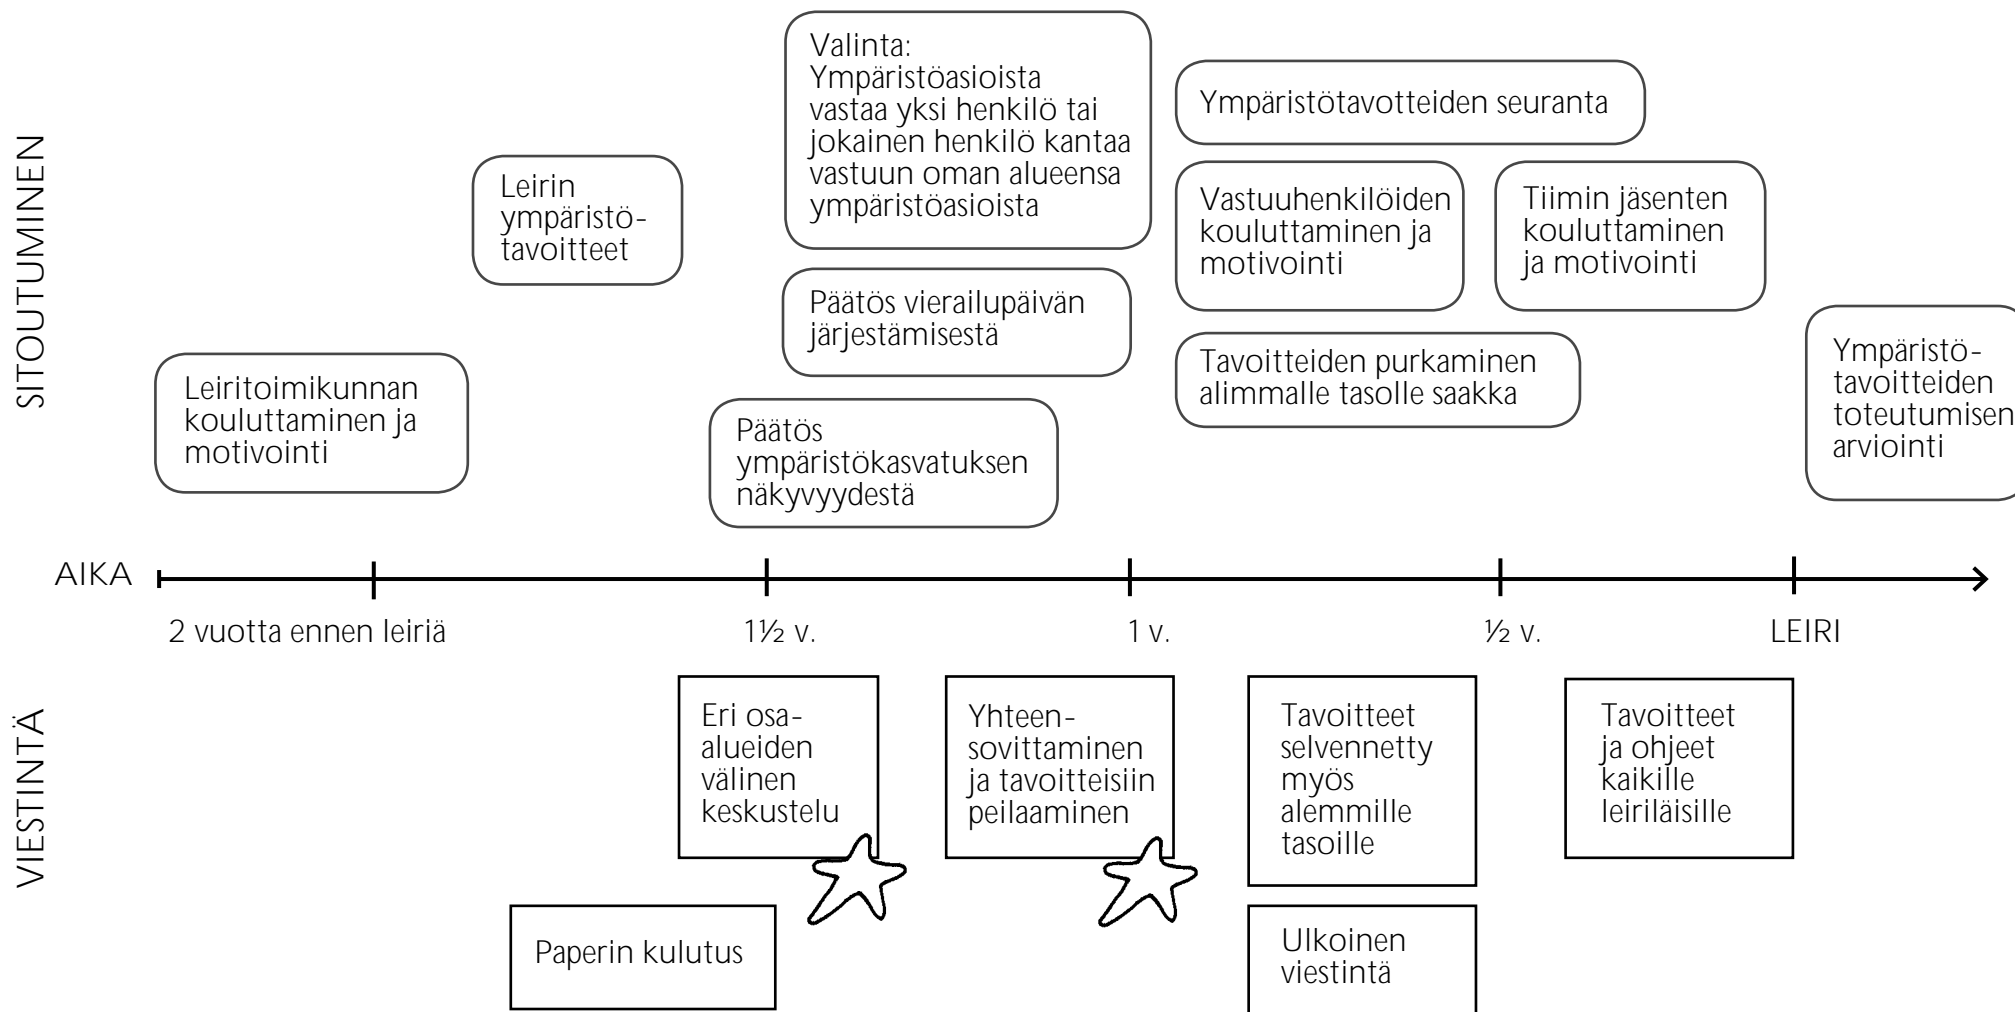 SITOUTUMINEN
Leiritoimikunnan
kouluttaminen ja
motivointi
Leirin
ympäristö-
tavoitteet
Valinta:
Ympäristöasioista
vastaa yksi henkilö tai
jokainen henkilö kantaa
vastuun oman alueensa
ympäristöasioista
Päätös vierailupäivän
järjestämisestä
Päätös
ympäristökasvatuksen
näkyvyydestä
Ympäristötavotteiden seuranta
Vastuuhenkilöiden
kouluttaminen ja
motivointi
Tiimin jäsenten
kouluttaminen
ja motivointi
Tavoitteiden purkaminen
alimmalle tasolle saakka
Ympäristö-
tavoitteiden
toteutumisen
arviointi
AIKA
2 vuotta ennen leiriä
1½ v.
1 v.
½ v.
LEIRI
VIESTINTÄ
Eri osa-
alueiden
välinen
keskustelu
Yhteen-
sovittaminen
ja tavoitteisiin
peilaaminen
Tavoitteet
selvennetty
myös
alemmille
tasoille
Tavoitteet
ja ohjeet
kaikille
leiriläisille
Paperin kulutus
Ulkoinen
viestintä